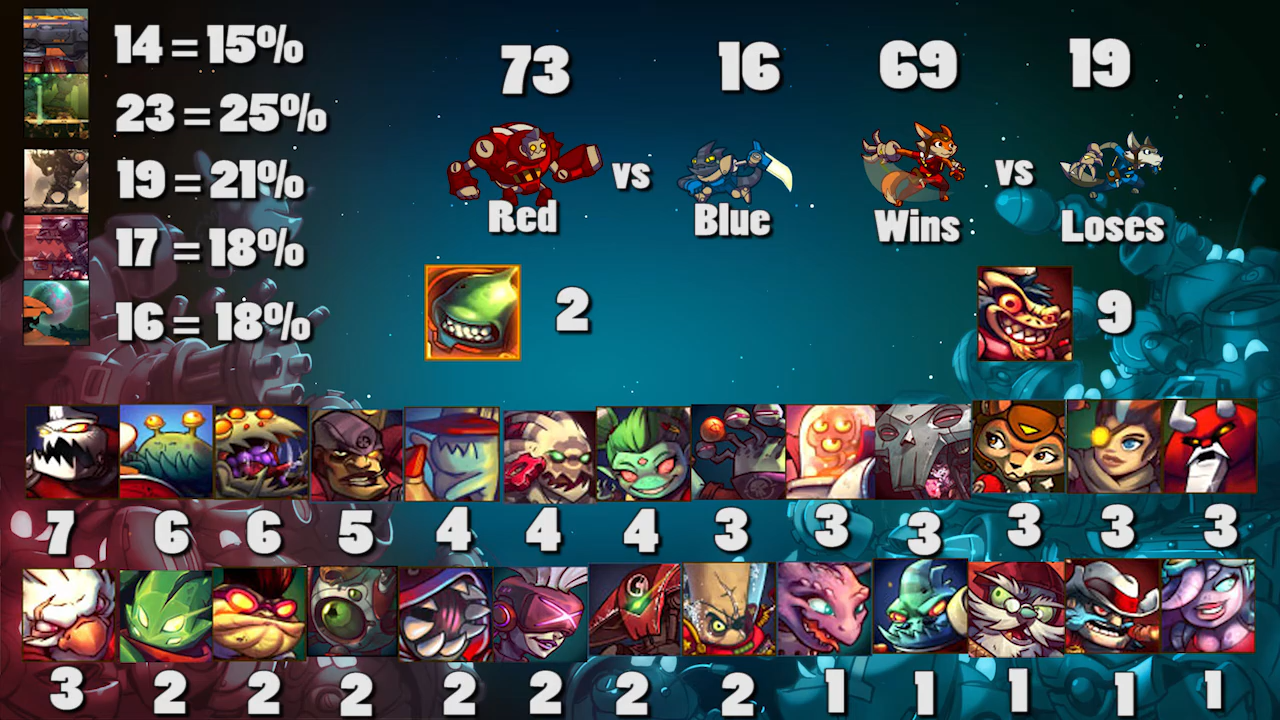 14 = 15%
23 = 25%
19 = 21%
17 = 18%
16 = 18%
73 16 69 19
vs vs
Red Blue Wins Loses
2 9
7 6 6 5 4 4 4 3 3 3 3 3 3
3 2 2 2 2 2 2 2 1 1 1 1 1